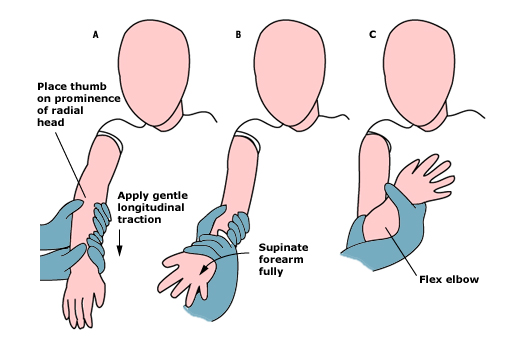 A
B
C
Place thumb
on prominence
of radial
head
Apply gentle
longitudinal
traction
Supinate
forearm
fully
Flex elbow